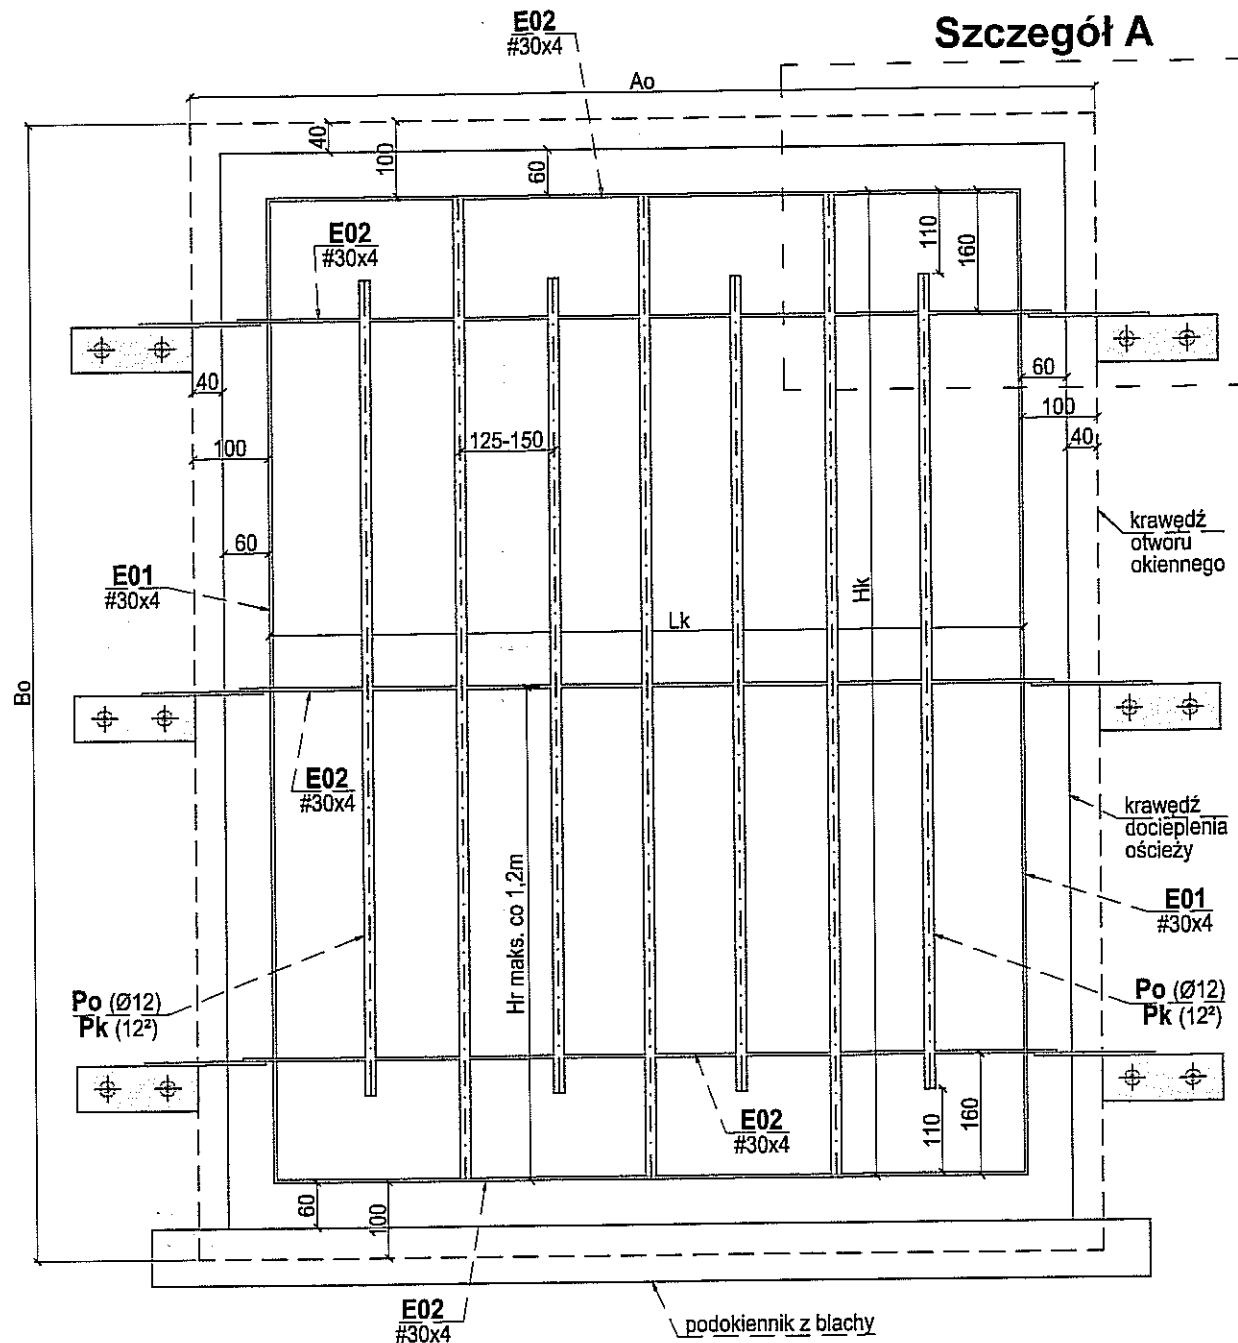 Szczegół A
E02
#30x4
Ao
40
100
60
E02
#30x4
110
160
40
60
100
100
40
125-150
60
krawędź
otworu
okiennego
E01
#30x4
Hk
Lk
Bo
E02
#30x4
krawędź
docieplenia
ościeży
Hr maks. co 1,2m
E01
#30x4
Po (Ø12)
Pk (12²)
Po (Ø12)
Pk (12²)
E02
#30x4
110
160
60
100
E02
#30x4
podokiennik z blachy